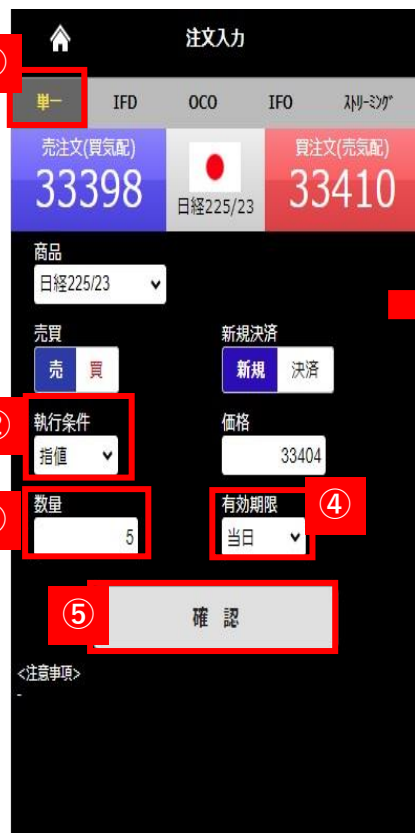 注文入力
単一 IFD OCO IFO ｽﾄﾘｰﾐﾝｸﾞ
売注文(買気配) 買注文(売気配)
33398 33410
日経225/23
商品
日経225/23
売買 新規決済
売 買 新規 決済
② 執行条件 価格
指値 33404
数量 有効期限 ④
5 当日
⑤ 確 認
<注意事項>
-